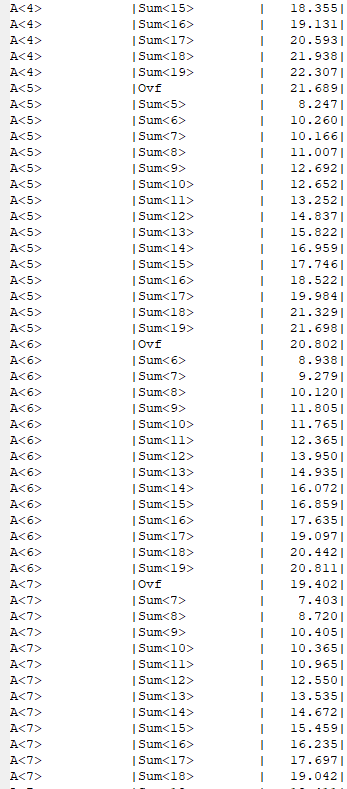 A<4> |Sum<15> | 18.355|
A<4> |Sum<16> | 19.131|
A<4> |Sum<17> | 20.593|
A<4> |Sum<18> | 21.938|
A<4> |Sum<19> | 22.307|
A<5> |Ovf | 21.689|
A<5> |Sum<5> | 8.247|
A<5> |Sum<6> | 10.260|
A<5> |Sum<7> | 10.166|
A<5> |Sum<8> | 11.007|
A<5> |Sum<9> | 12.692|
A<5> |Sum<10> | 12.652|
A<5> |Sum<11> | 13.252|
A<5> |Sum<12> | 14.837|
A<5> |Sum<13> | 15.822|
A<5> |Sum<14> | 16.959|
A<5> |Sum<15> | 17.746|
A<5> |Sum<16> | 18.522|
A<5> |Sum<17> | 19.984|
A<5> |Sum<18> | 21.329|
A<5> |Sum<19> | 21.698|
A<6> |Ovf | 20.802|
A<6> |Sum<6> | 8.938|
A<6> |Sum<7> | 9.279|
A<6> |Sum<8> | 10.120|
A<6> |Sum<9> | 11.805|
A<6> |Sum<10> | 11.765|
A<6> |Sum<11> | 12.365|
A<6> |Sum<12> | 13.950|
A<6> |Sum<13> | 14.935|
A<6> |Sum<14> | 16.072|
A<6> |Sum<15> | 16.859|
A<6> |Sum<16> | 17.635|
A<6> |Sum<17> | 19.097|
A<6> |Sum<18> | 20.442|
A<6> |Sum<19> | 20.811|
A<7> |Ovf | 19.402|
A<7> |Sum<7> | 7.403|
A<7> |Sum<8> | 8.720|
A<7> |Sum<9> | 10.405|
A<7> |Sum<10> | 10.365|
A<7> |Sum<11> | 10.965|
A<7> |Sum<12> | 12.550|
A<7> |Sum<13> | 13.535|
A<7> |Sum<14> | 14.672|
A<7> |Sum<15> | 15.459|
A<7> |Sum<16> | 16.235|
A<7> |Sum<17> | 17.697|
A<7> |Sum<18> | 19.042|